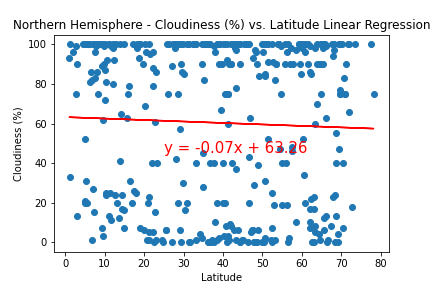 Northern Hemisphere - Cloudiness (%) vs. Latitude Linear Regression
100
80
60
40
20
0
Cloudiness (%)
y = -0.07x + 63.26
0 10 20 30 40 50 60 70 80
Latitude